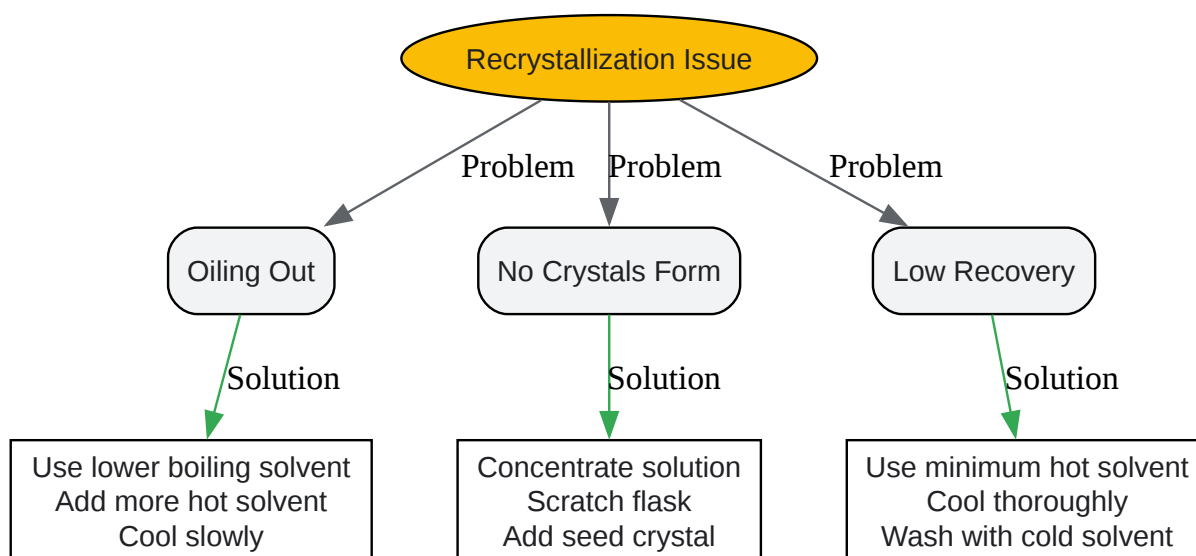 Recrystallization Issue
Problem
Problem
Problem
Oiling Out
No Crystals Form
Low Recovery
Solution
Solution
Solution
Use lower boiling solvent
Add more hot solvent
Cool slowly
Concentrate solution
Scratch flask
Add seed crystal
Use minimum hot solvent
Cool thoroughly
Wash with cold solvent